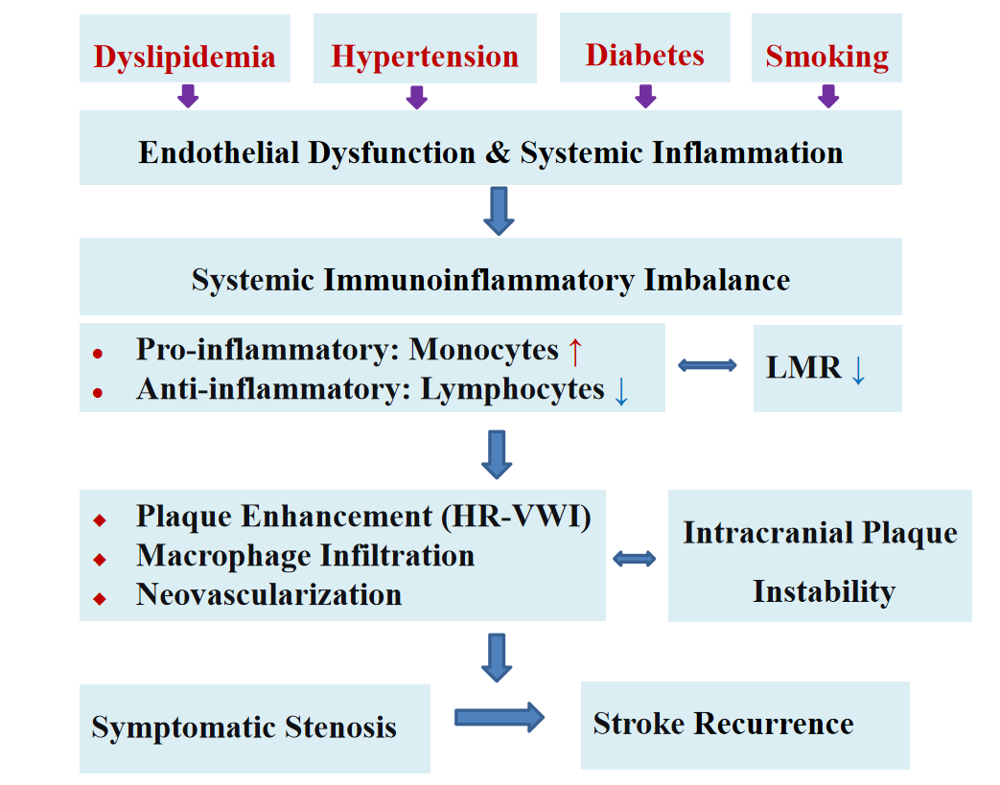 Dyslipidemia
Hypertension
Diabetes
Smoking
Endothelial Dysfunction & Systemic Inflammation
Systemic Immunoinflammatory Imbalance
• Pro-inflammatory: Monocytes ↑
• Anti-inflammatory: Lymphocytes ↓
LMR ↓
◆ Plaque Enhancement (HR-VWI)
◆ Macrophage Infiltration
◆ Neovascularization
Intracranial Plaque
Instability
Symptomatic Stenosis
Stroke Recurrence